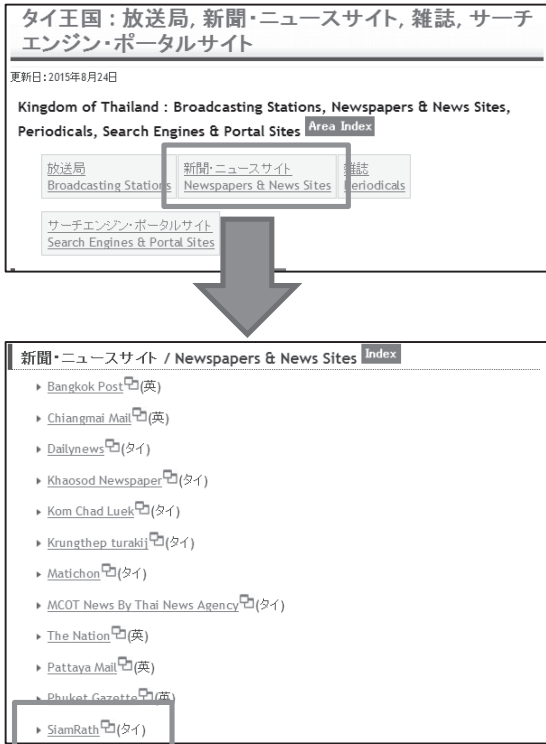 タイ王国 : 放送局, 新聞・ニュースサイト, 雑誌, サーチ
エンジン・ポータルサイト
更新日:2015年8月24日
Kingdom of Thailand : Broadcasting Stations, Newspapers & News Sites,
Periodicals, Search Engines & Portal Sites Area Index
放送局
Broadcasting Stations
新聞・ニュースサイト
Newspapers & News Sites
雑誌
Periodicals
サーチエンジン・ポータルサイト
Search Engines & Portal Sites
新聞・ニュースサイト / Newspapers & News Sites Index
Bangkok Post(英)
Chiangmai Mail(英)
Dailynews(タイ)
Khaosod Newspaper(タイ)
Kom Chad Luek(タイ)
Krungthep turakij(タイ)
Matichon(タイ)
MCOT News By Thai News Agency(タイ)
The Nation(英)
Pattaya Mail(英)
Phuket Gazette(英)
SiamRath(タイ)